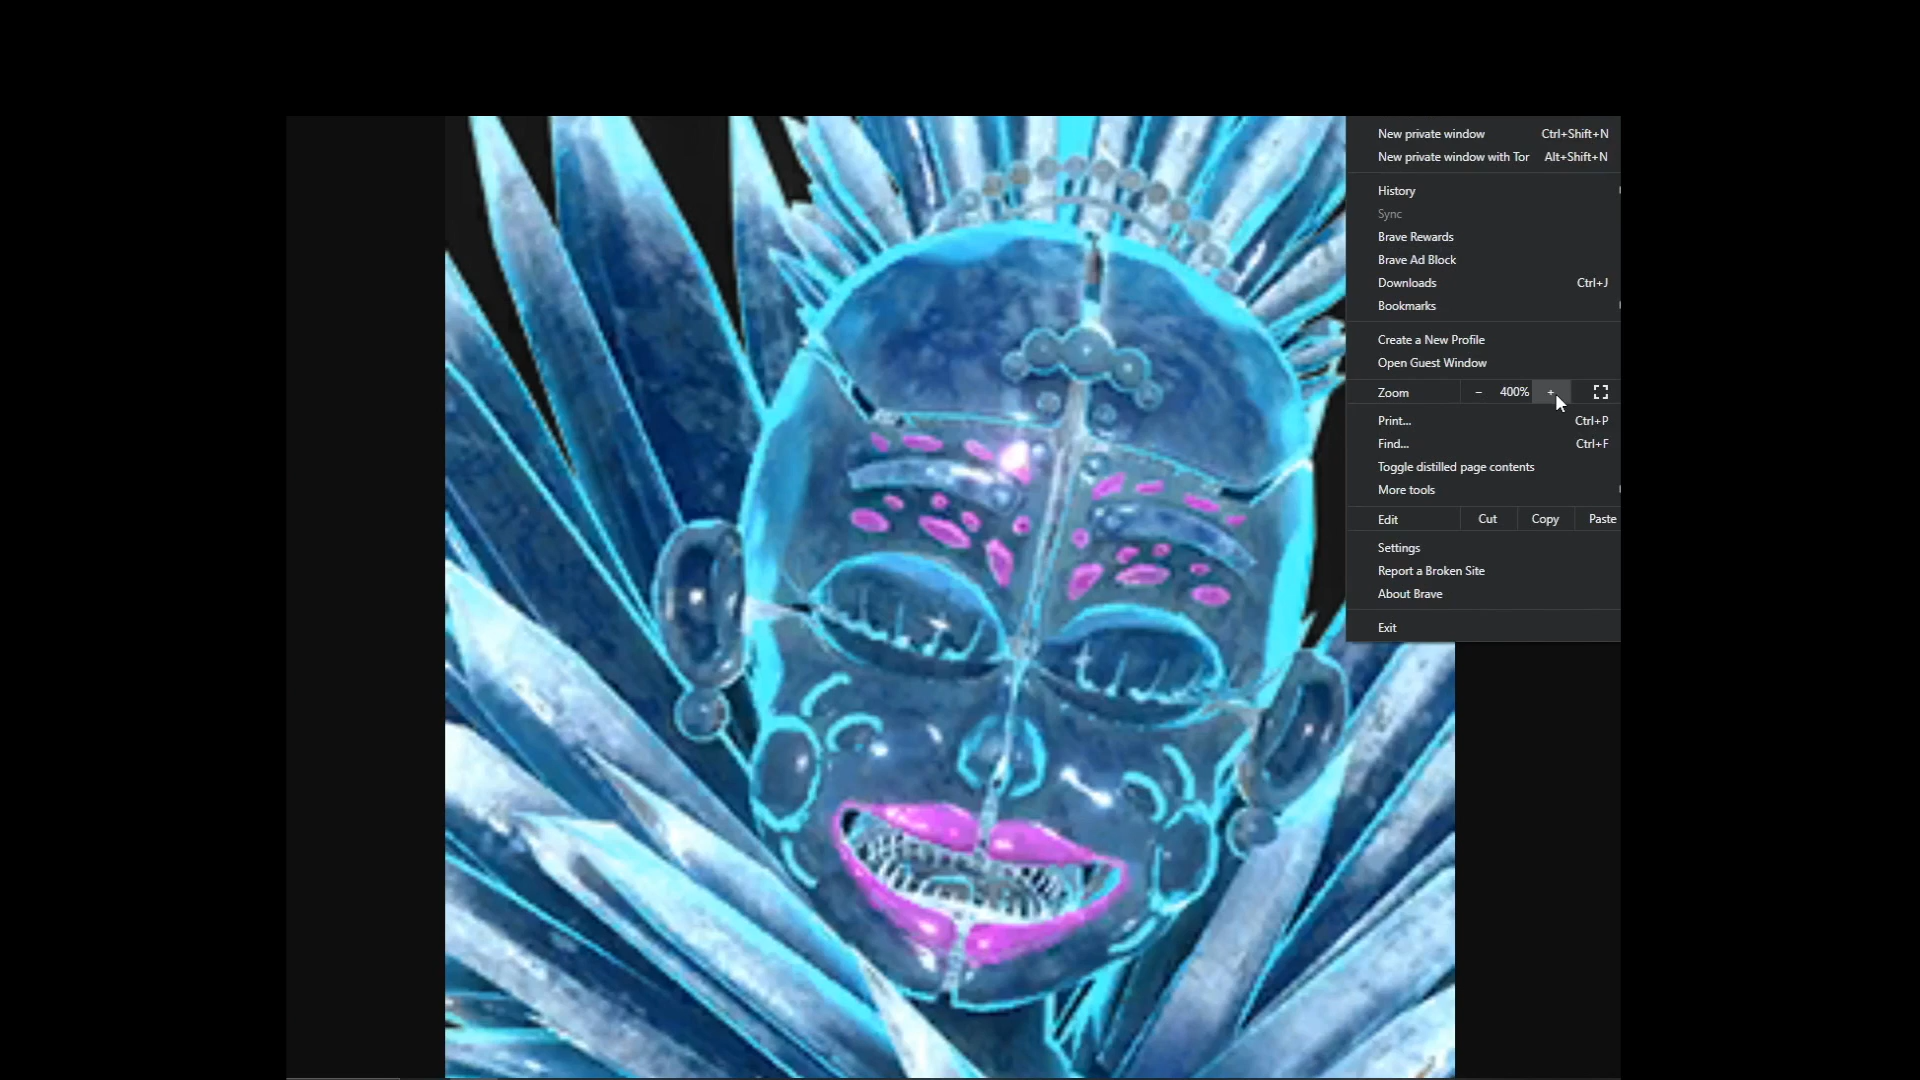 New private window Ctrl+Shift+N
New private window with Tor Alt+Shift+N
History
Sync
Brave Rewards
Brave Ad Block
Downloads Ctrl+J
Bookmarks
Create a New Profile
Open Guest Window
Zoom − 400% +
Print... Ctrl+P
Find... Ctrl+F
Toggle distilled page contents
More tools
Edit Cut Copy Paste
Settings
Report a Broken Site
About Brave
Exit